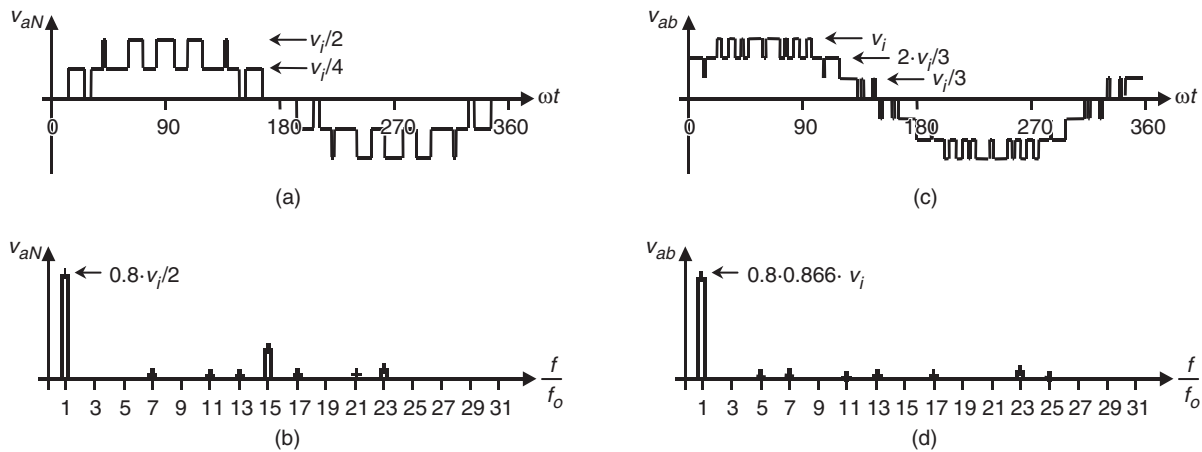 v_aN
v_i/2
v_i/4
ωt
0 90 180 270 360
(a)
v_ab
v_i
2·v_i/3
v_i/3
ωt
0 90 180 270 360
(c)
v_aN
0.8·v_i/2
f/f_o
1 3 5 7 9 11 13 15 17 19 21 23 25 27 29 31
(b)
v_ab
0.8·0.866· v_i
f/f_o
1 3 5 7 9 11 13 15 17 19 21 23 25 27 29 31
(d)